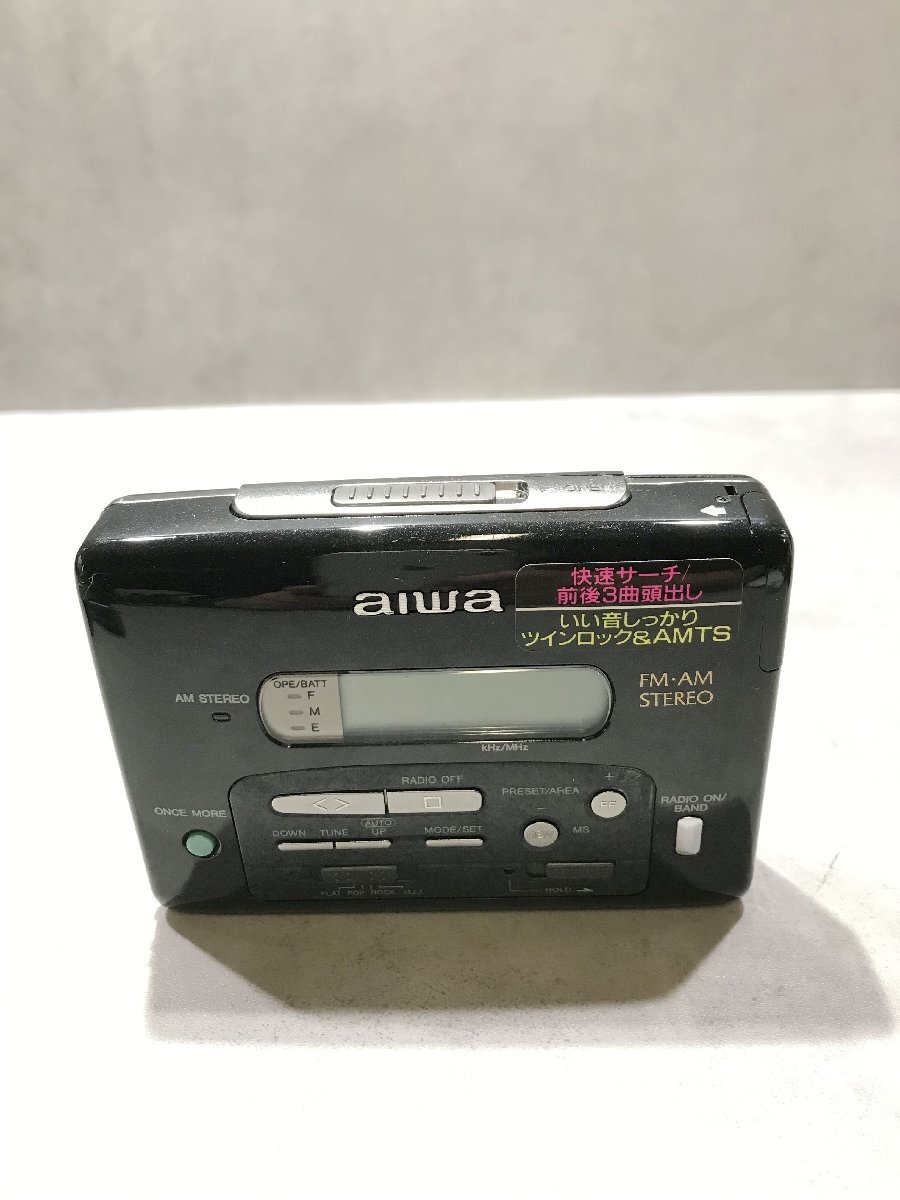 OPEN
aiwa
快速サーチ/
前後3曲頭出し
いい音しっかり
ツインロック&AMTS
FM·AM
STEREO
AM STEREO
OPE/BATT
F
M
E
kHz/MHz
RADIO OFF
< >
PRESET/AREA
+
-
FF
REW
MS
RADIO ON/
BAND
ONCE MORE
DOWN TUNE AUTO UP
MODE/SET
FLAT POP ROCK JAZZ
HOLD